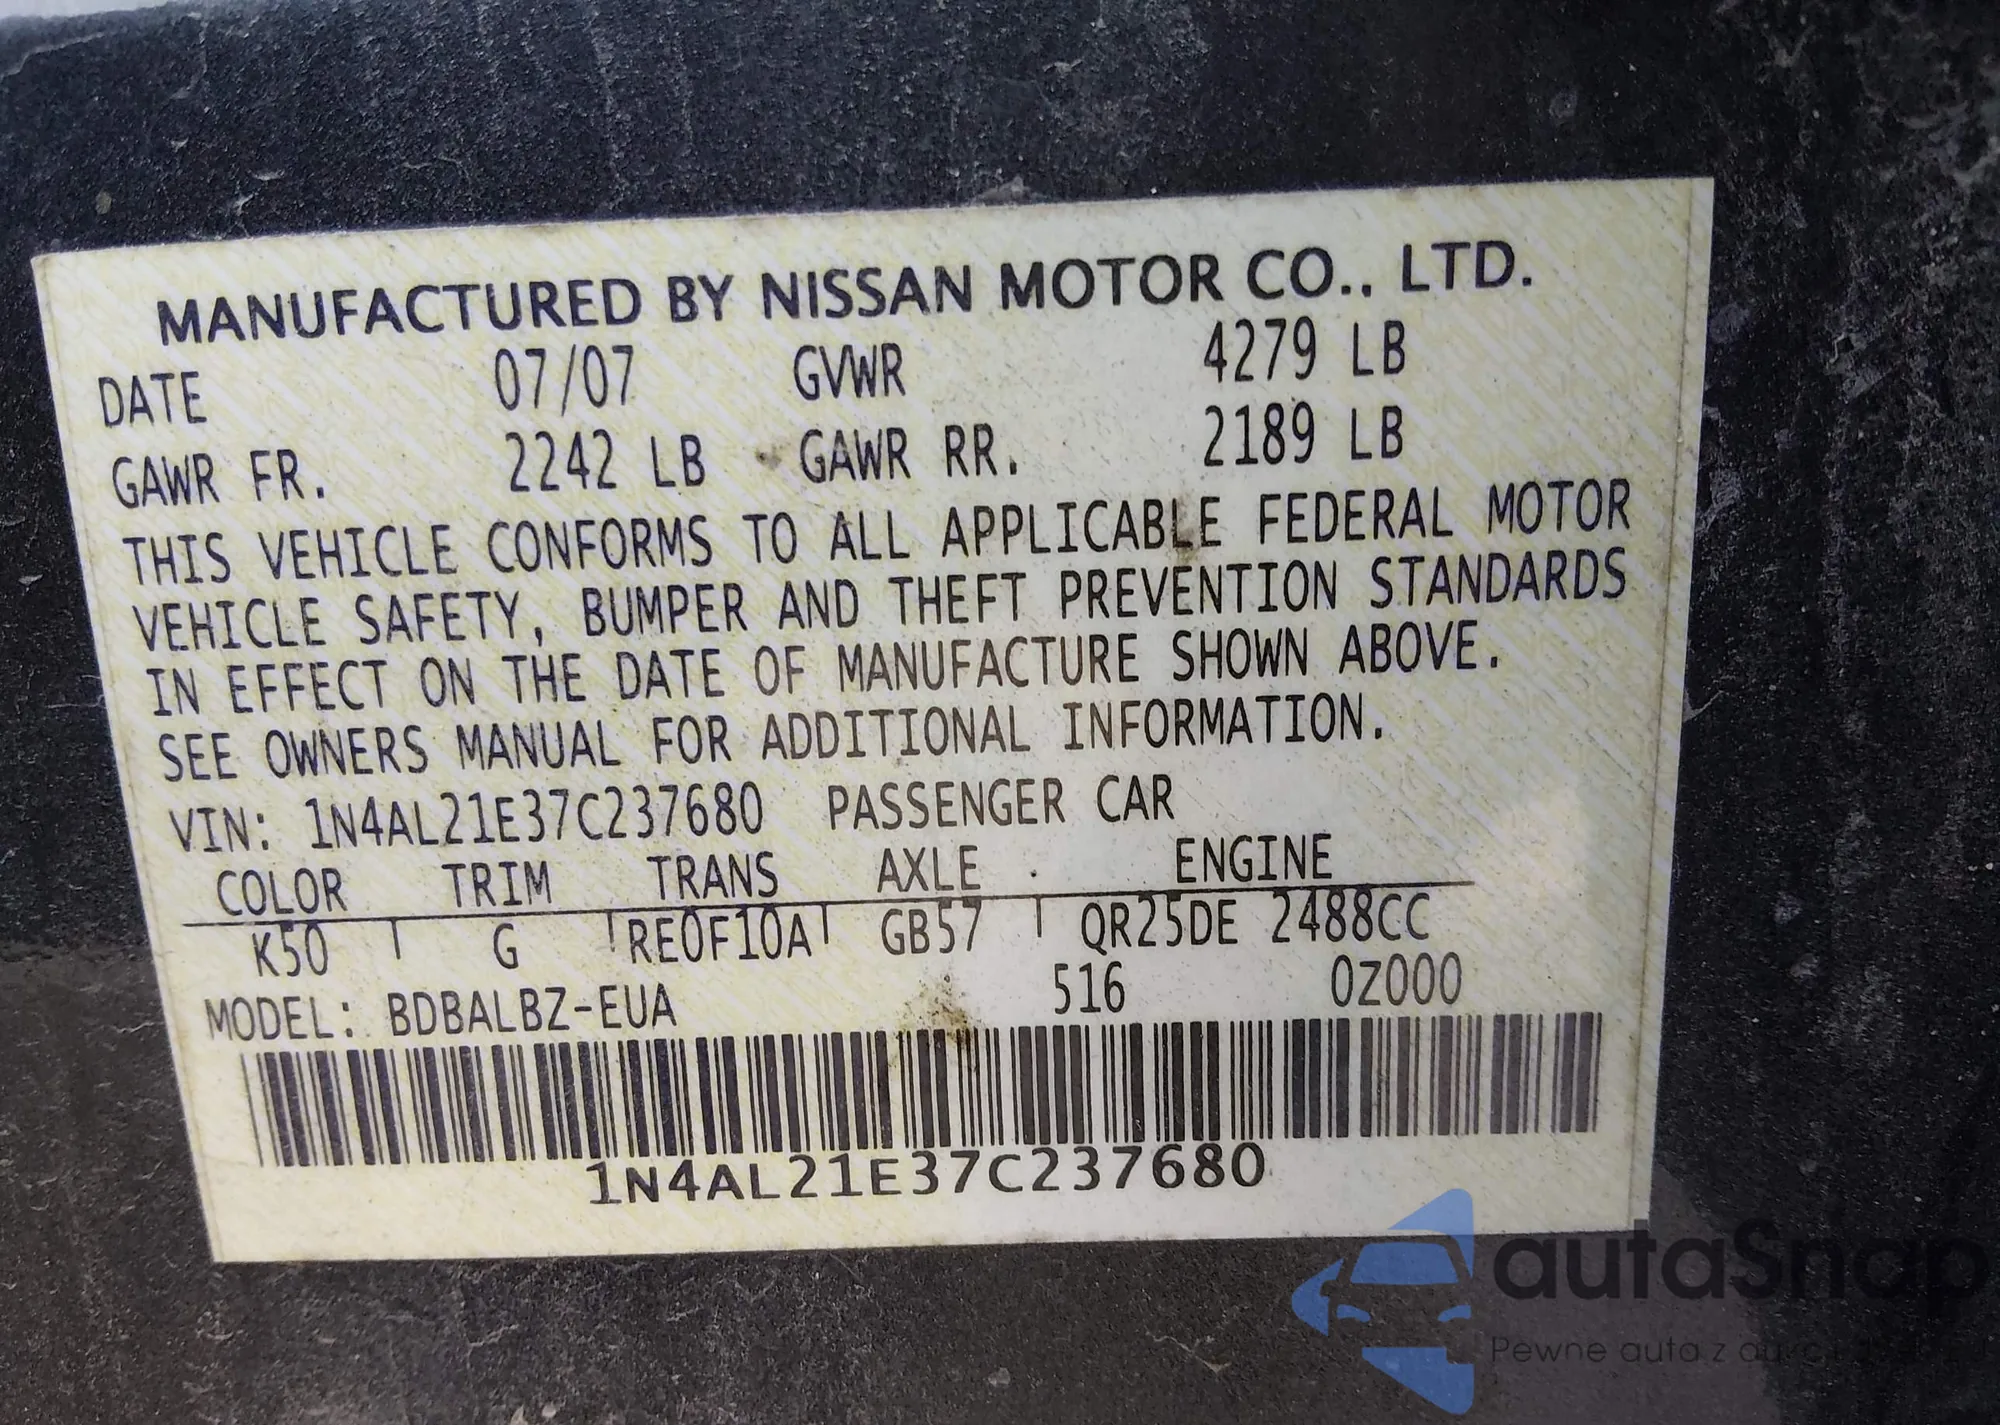 MANUFACTURED BY NISSAN MOTOR CO., LTD.
DATE 07/07 GVWR 4279 LB
GAWR FR. 2242 LB GAWR RR. 2189 LB
THIS VEHICLE CONFORMS TO ALL APPLICABLE FEDERAL MOTOR
VEHICLE SAFETY, BUMPER AND THEFT PREVENTION STANDARDS
IN EFFECT ON THE DATE OF MANUFACTURE SHOWN ABOVE.
SEE OWNERS MANUAL FOR ADDITIONAL INFORMATION.
VIN: 1N4AL21E37C237680 PASSENGER CAR
COLOR TRIM TRANS AXLE ENGINE
K50 G RE0F10A GB57 QR25DE 2488CC
MODEL: BDBALBZ-EUA 516 0Z000
1N4AL21E37C237680
autaSnap
Pewne auta z